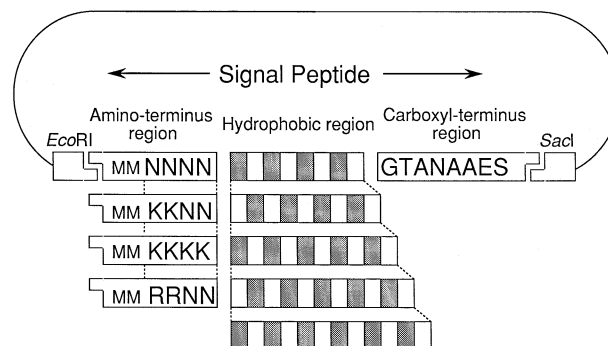 Signal Peptide
Amino-terminus region
Hydrophobic region
Carboxyl-terminus region
EcoRI
SacI
MM NNNN
GTANAAES
MM KKNN
MM KKKK
MM RRNN